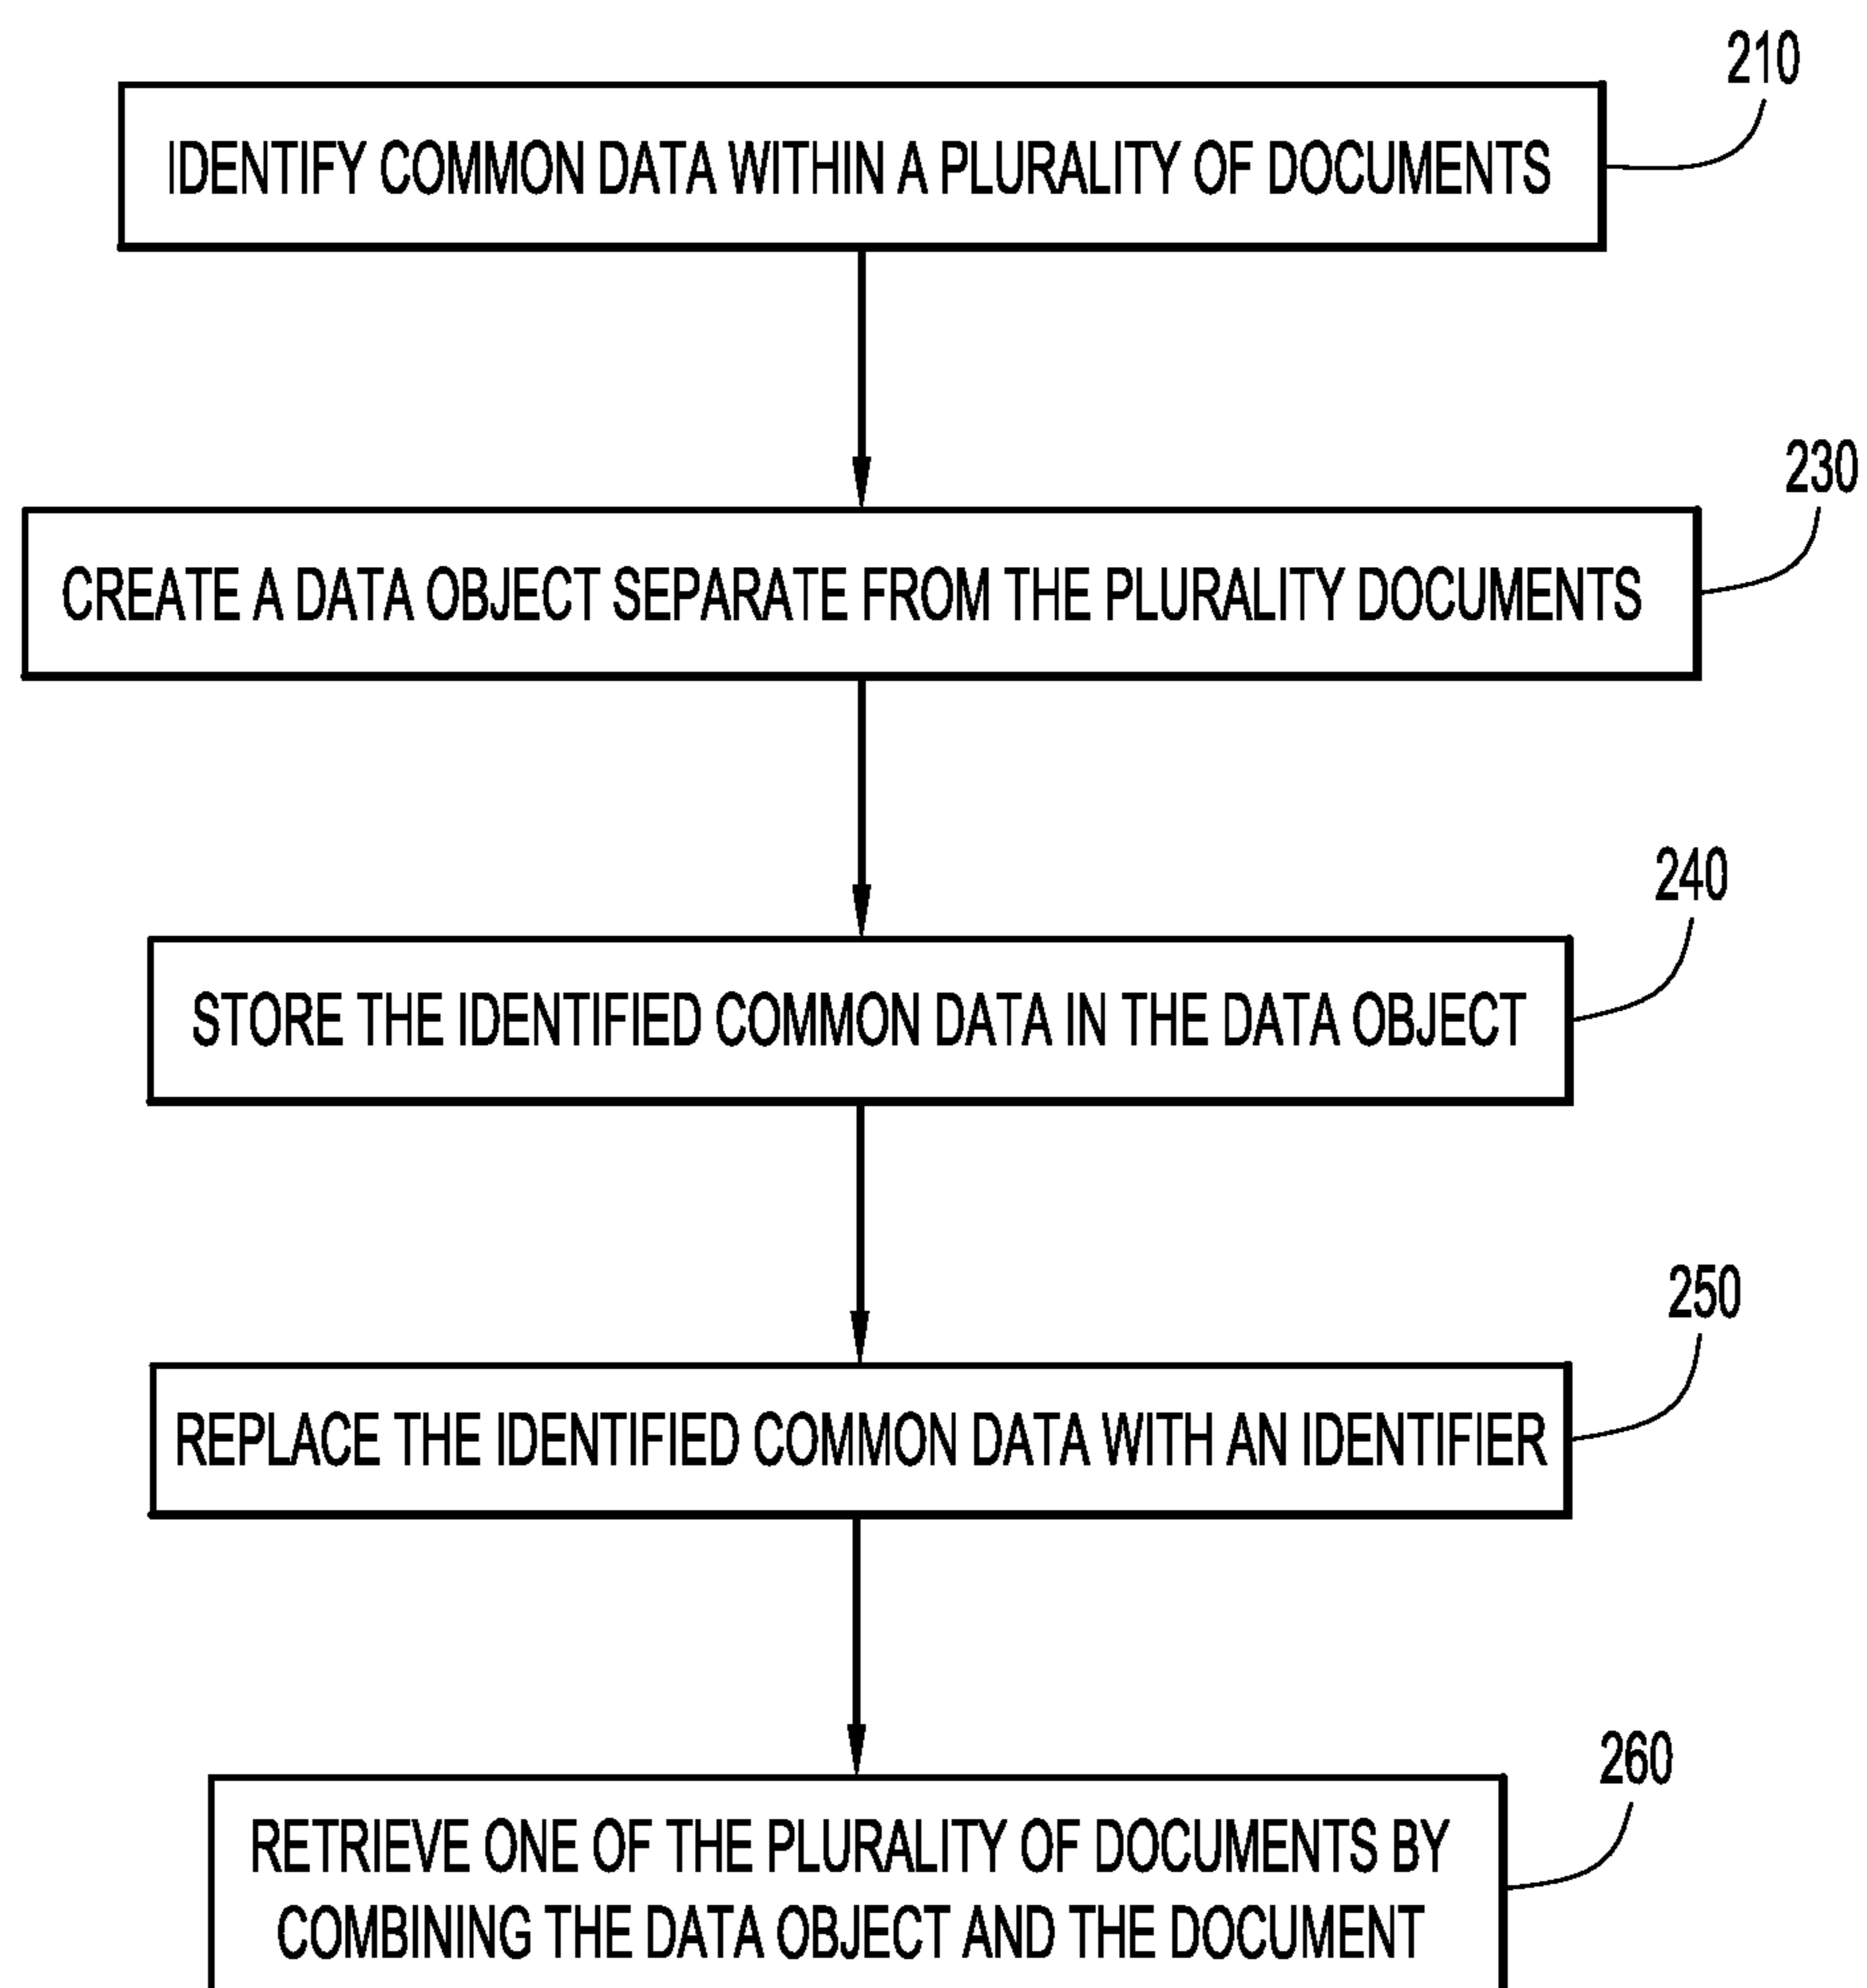 210
IDENTIFY COMMON DATA WITHIN A PLURALITY OF DOCUMENTS
230
CREATE A DATA OBJECT SEPARATE FROM THE PLURALITY DOCUMENTS
240
STORE THE IDENTIFIED COMMON DATA IN THE DATA OBJECT
250
REPLACE THE IDENTIFIED COMMON DATA WITH AN IDENTIFIER
260
RETRIEVE ONE OF THE PLURALITY OF DOCUMENTS BY
COMBINING THE DATA OBJECT AND THE DOCUMENT